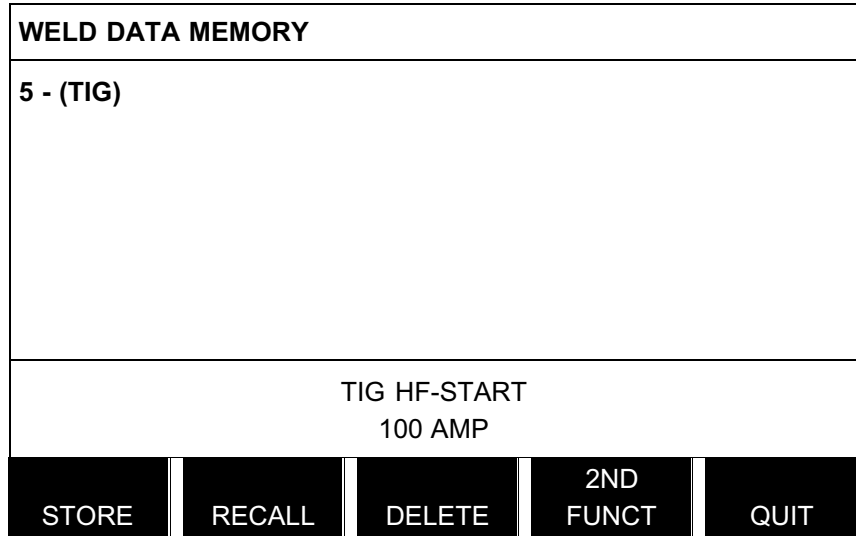 WELD DATA MEMORY
5 - (TIG)
TIG HF-START
100 AMP
STORE RECALL DELETE 2ND FUNCT QUIT